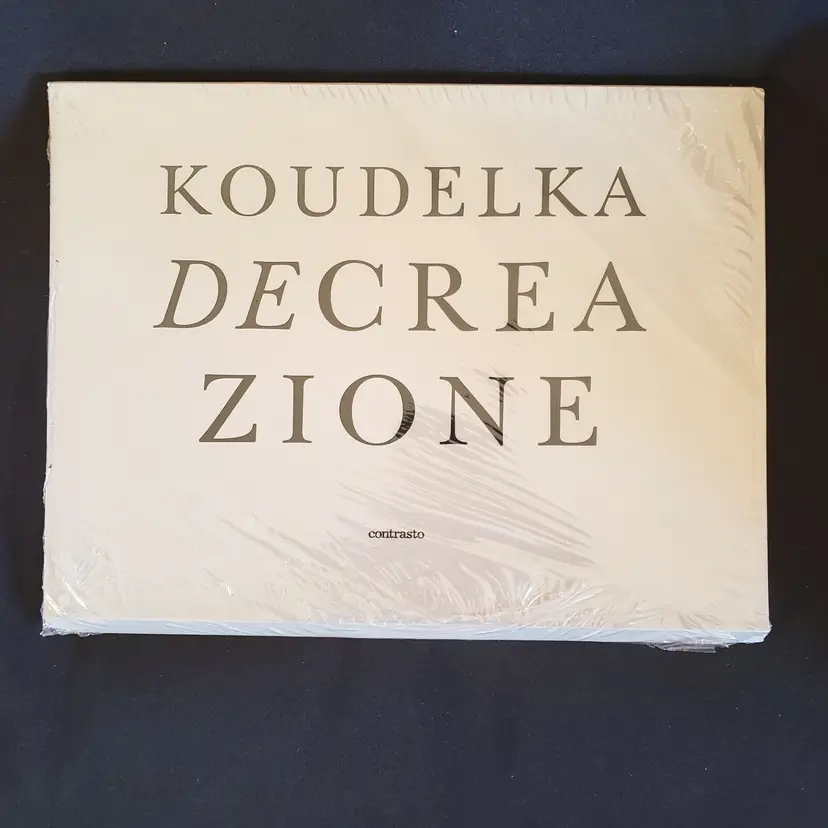 KOUDELKA
DECREA
ZIONE
contrasto